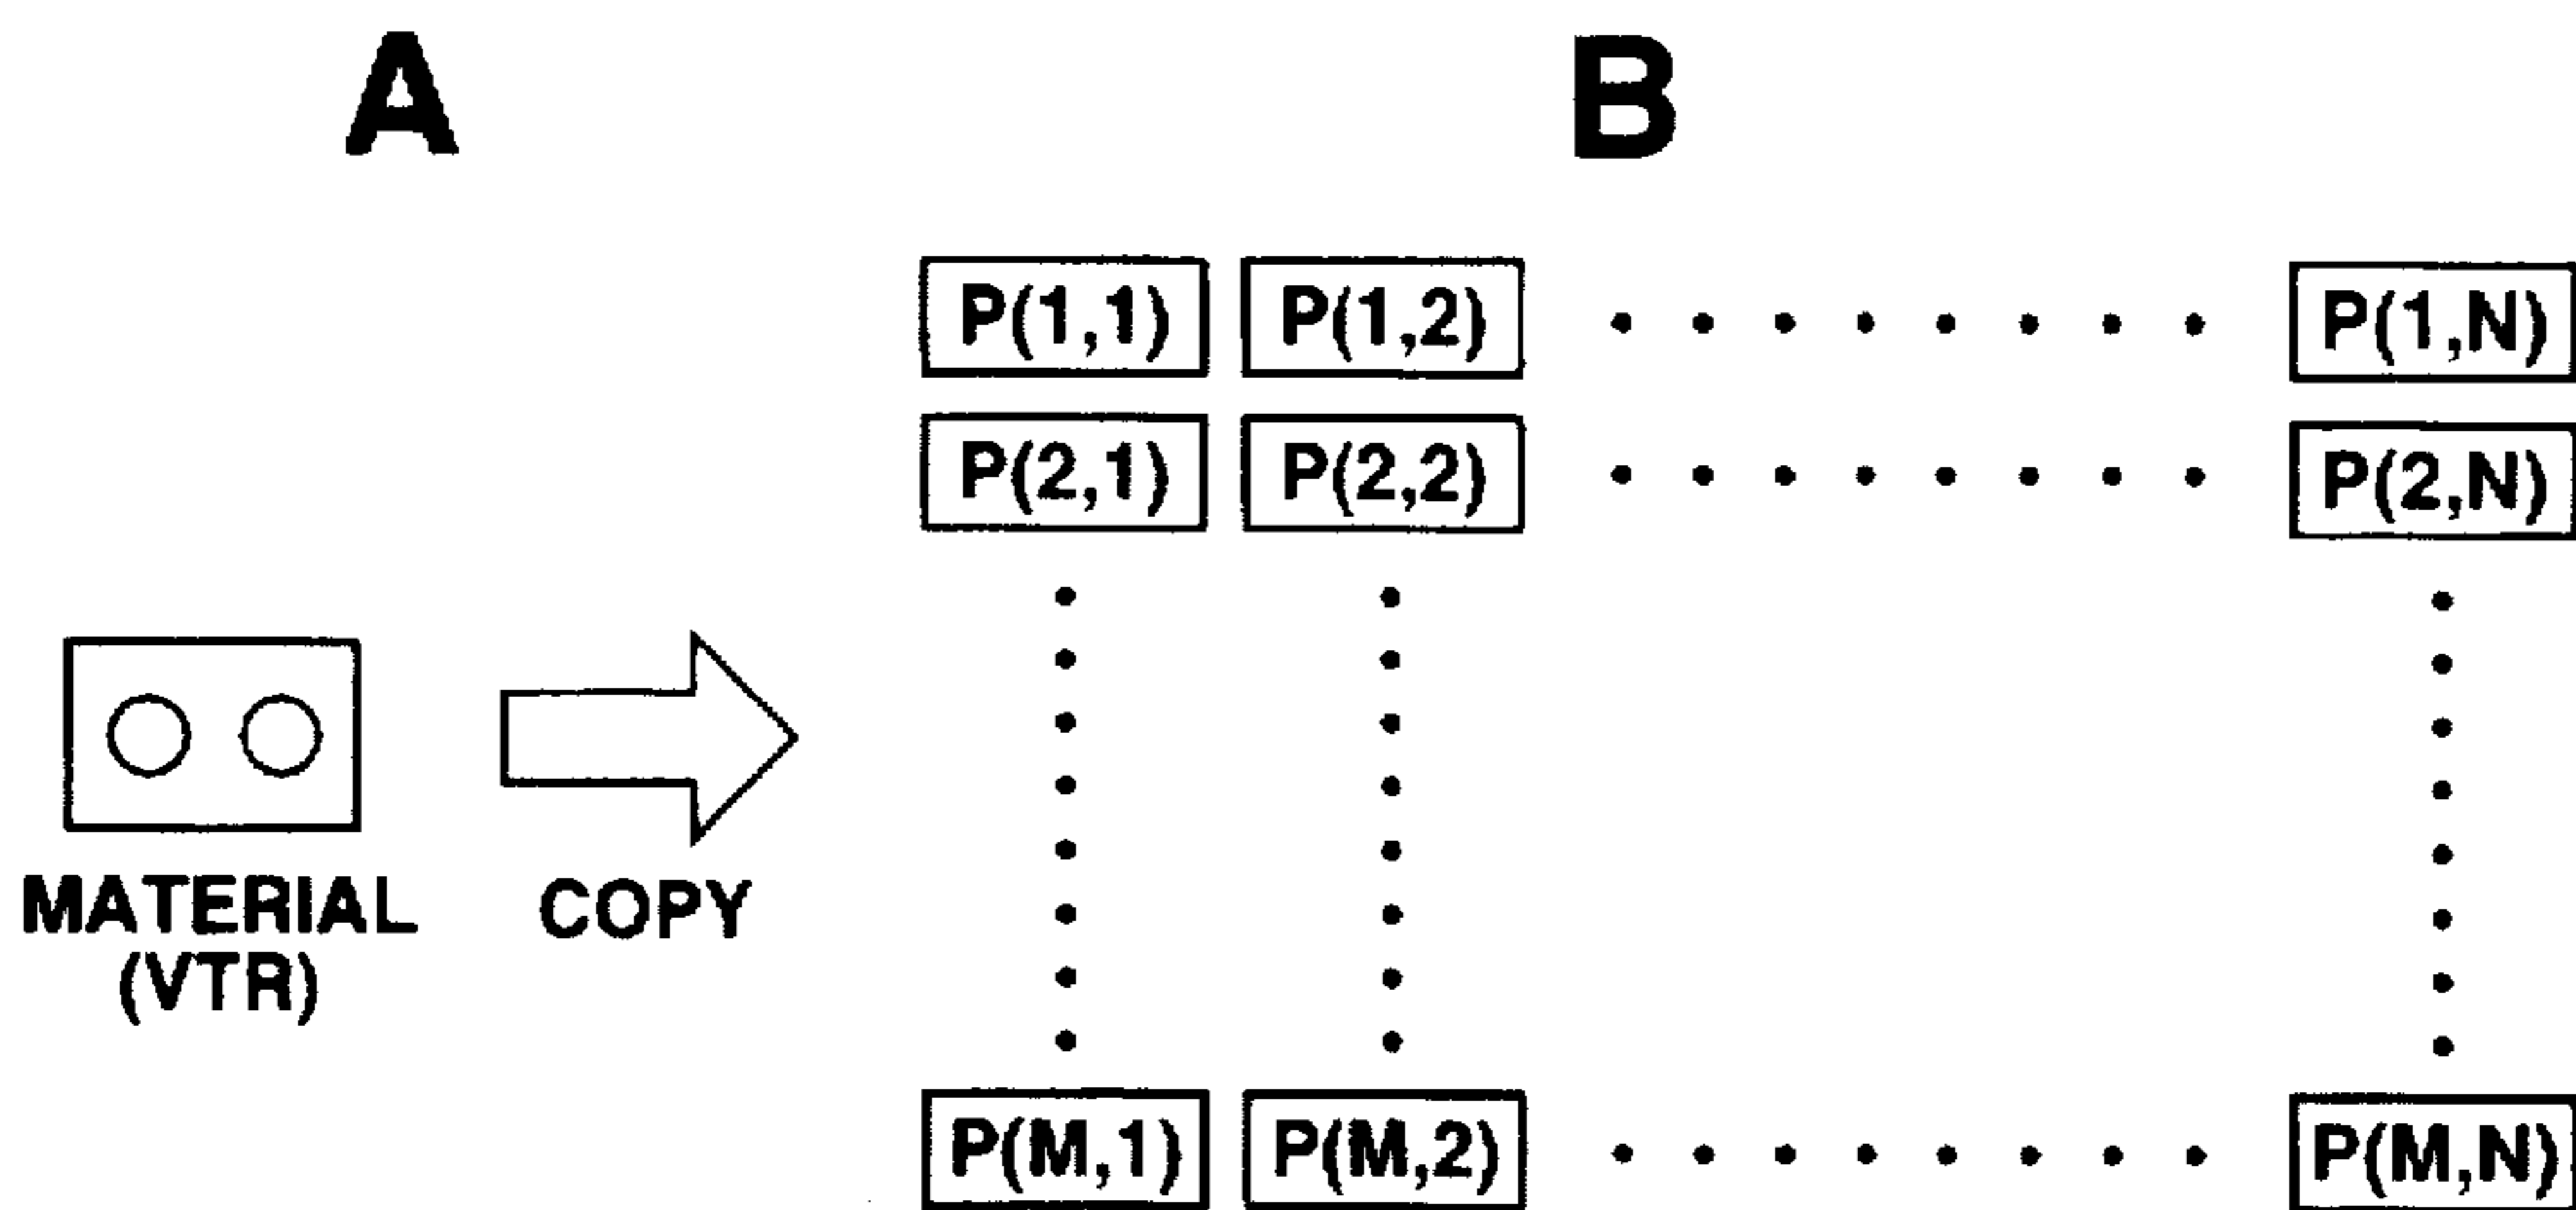 A B
P(1,1) P(1,2) . . . . . . . . P(1,N)
P(2,1) P(2,2) . . . . . . . . P(2,N)
MATERIAL
(VTR)
COPY
P(M,1) P(M,2) . . . . . . . . P(M,N)